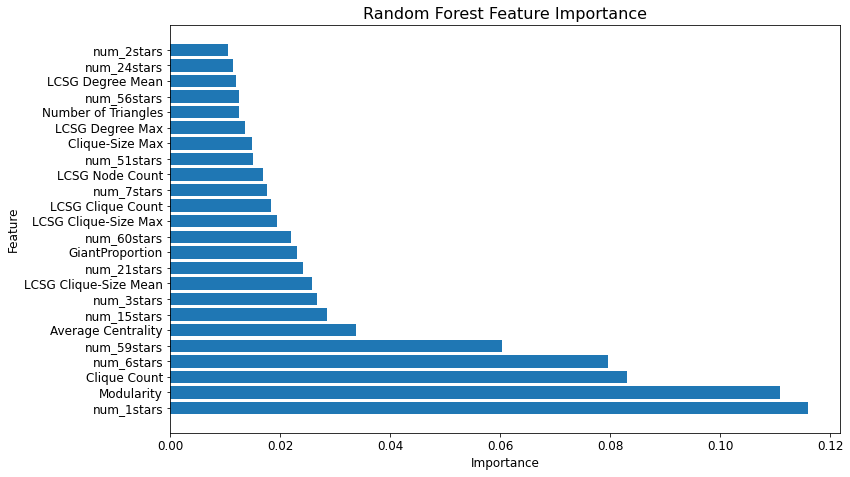 Random Forest Feature Importance
Feature
num_2stars
num_24stars
LCSG Degree Mean
num_56stars
Number of Triangles
LCSG Degree Max
Clique-Size Max
num_51stars
LCSG Node Count
num_7stars
LCSG Clique Count
LCSG Clique-Size Max
num_60stars
GiantProportion
num_21stars
LCSG Clique-Size Mean
num_3stars
num_15stars
Average Centrality
num_59stars
num_6stars
Clique Count
Modularity
num_1stars
0.00 0.02 0.04 0.06 0.08 0.10 0.12
Importance